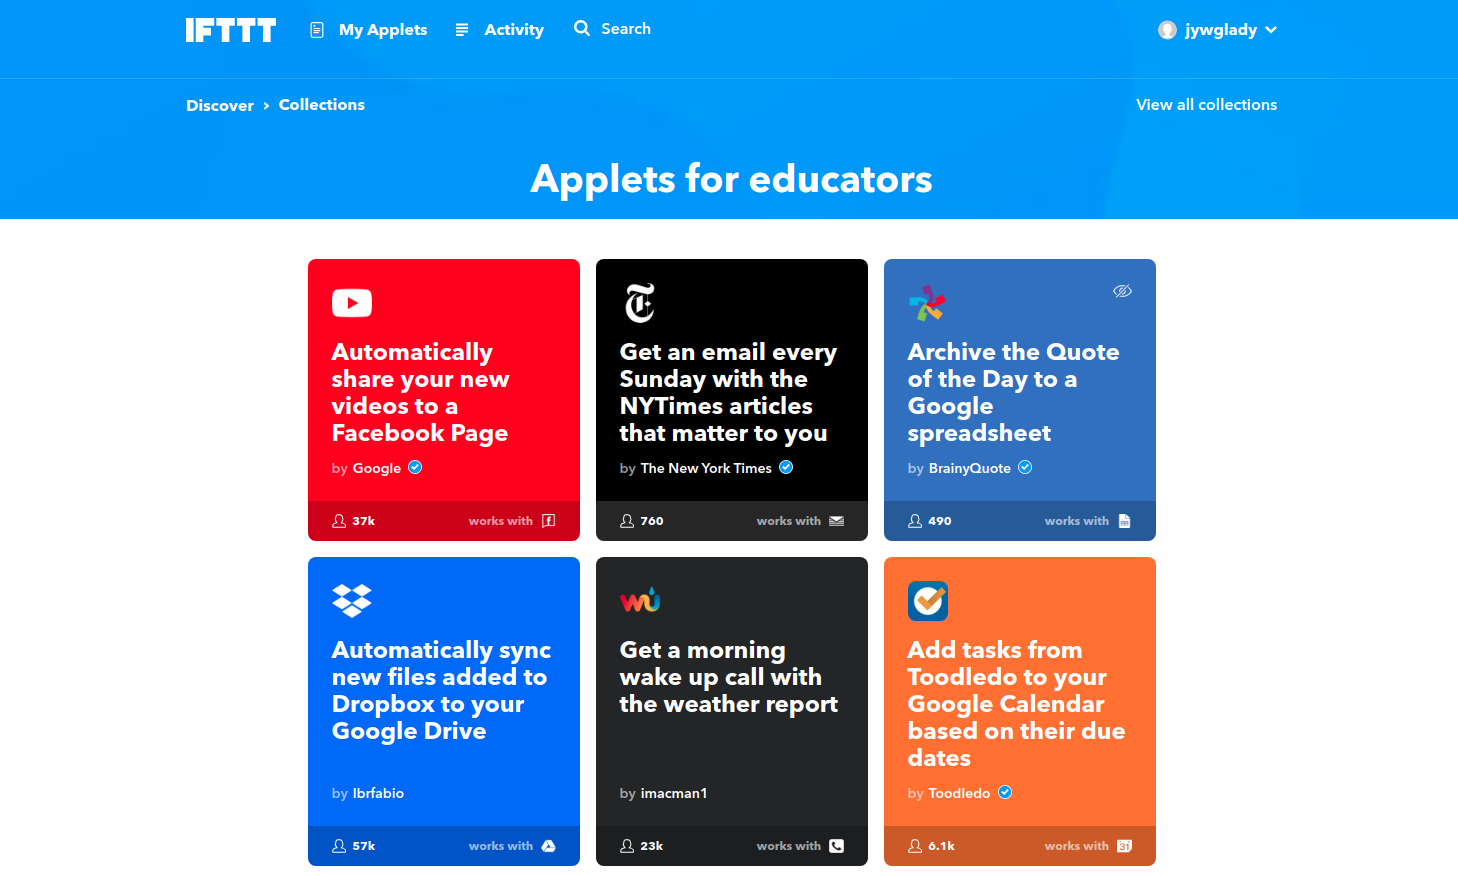 IFTTT My Applets Activity Search jywglady
Discover > Collections View all collections
Applets for educators
Automatically
share your new
videos to a
Facebook Page
by Google
37k works with
Get an email every
Sunday with the
NYTimes articles
that matter to you
by The New York Times
760 works with
Archive the Quote
of the Day to a
Google
spreadsheet
by BrainyQuote
490 works with
Automatically sync
new files added to
Dropbox to your
Google Drive
by lbrfabio
57k works with
Get a morning
wake up call with
the weather report
by imacman1
23k works with
Add tasks from
Toodledo to your
Google Calendar
based on their due
dates
by Toodledo
6.1k works with 31